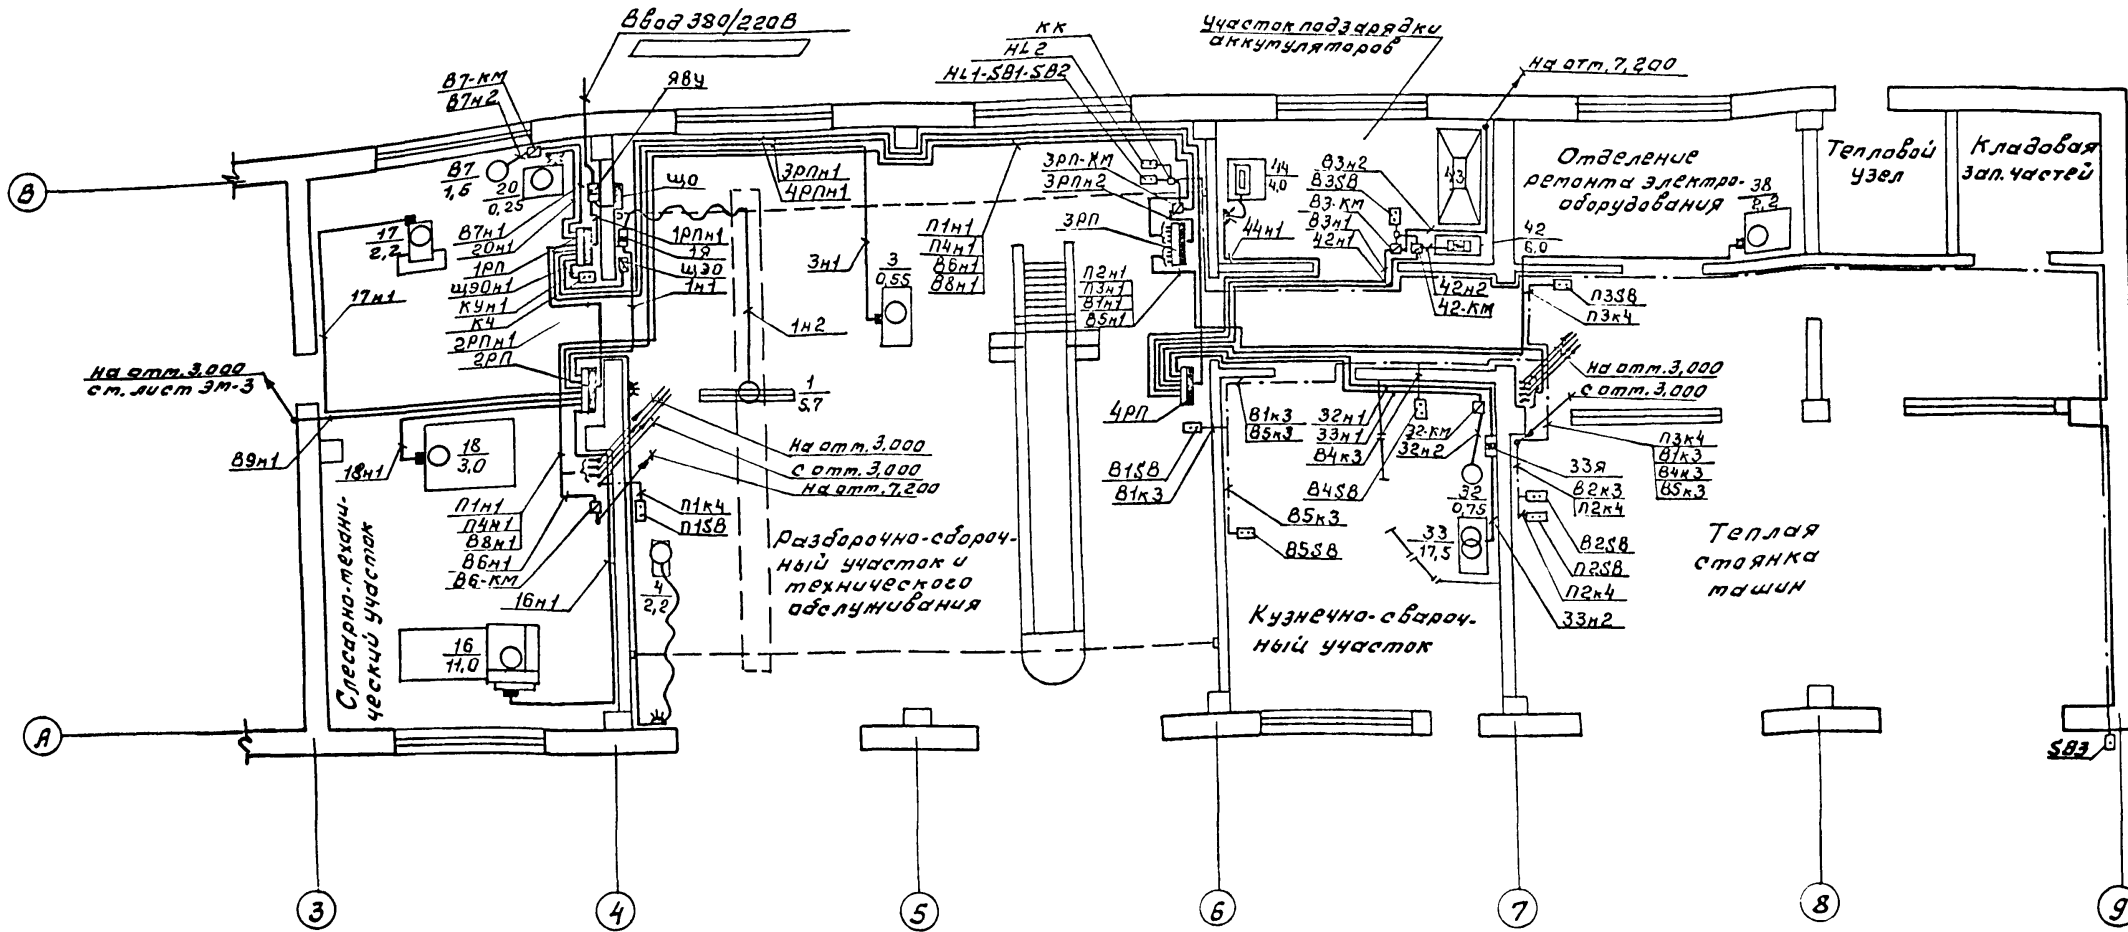 Ввод 380/220В
В7-КМ
В7н2
ЯВУ
КК
HL2
HL1-SB1-SB2
Участок подзарядки
аккумуляторов
На отм. 7,200
В
В7
1,6
20
0,25
17
2,2
В7н1
20н1
1РП
ЩЭОн1
КУн1
К4
2РПн1
2РП
17н1
ЩО
1РПн1
1Я
ЩЭО
1н1
3РПн1
4РПн1
3н1
3
0,55
1н2
1
5,7
П1н1
П4н1
В6н1
В8н1
3РП-КМ
3РПн2
3РП
П2н1
П3н1
В1н1
В5н1
44
4,0
44н1
В3н2
В3SB
В3-КМ
В3н1
42н1
43
42
6,0
42н2
42-КМ
Отделение
ремонта электро-
оборудования
38
2,2
Тепловой
узел
Кладовая
зап.частей
П3SB
П3к4
На отм. 3,000
с отм. 3,000
На отм. 3,000
см. лист ЭМ-3
В9н1
18н1
18
3,0
Слесарно-механи-
ческий участок
П1н1
П4н1
В8н1
В6н1
В6-КМ
16н1
16
11,0
На отм. 3,000
с отм. 3,000
На отм. 7,200
П1к4
П1SB
4
2,2
Разборочно-сбороч-
ный участок и
технического
обслуживания
4РП
В1к3
В5к3
В1SB
В1к3
В5к3
В5SB
32н1
33н1
В4к3
В4SB
32-КМ
32н2
32
0,75
33
17,5
33Я
В2к3
П2к4
В2SB
П2SB
П2к4
33н2
П3к4
В1к3
В4к3
В5к3
Кузнечно-свароч-
ный участок
Теплая
стоянка
машин
А
SB3
3
4
5
6
7
8
9